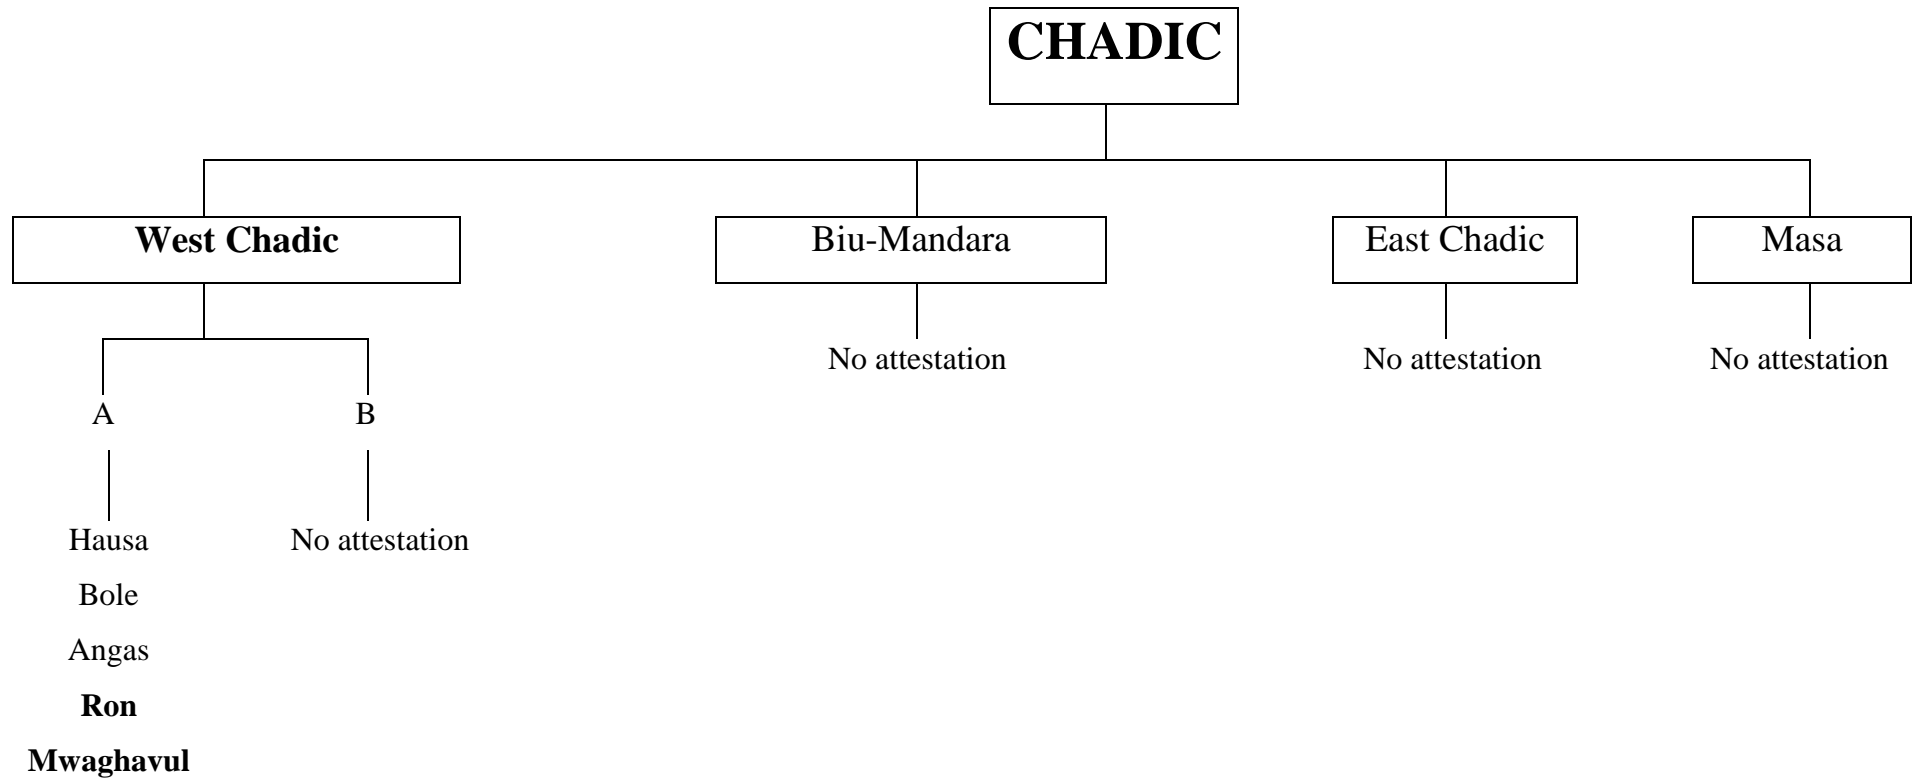 CHADIC
West Chadic
Biu-Mandara
East Chadic
Masa
No attestation
No attestation
No attestation
A
B
Hausa
No attestation
Bole
Angas
Ron
Mwaghavul